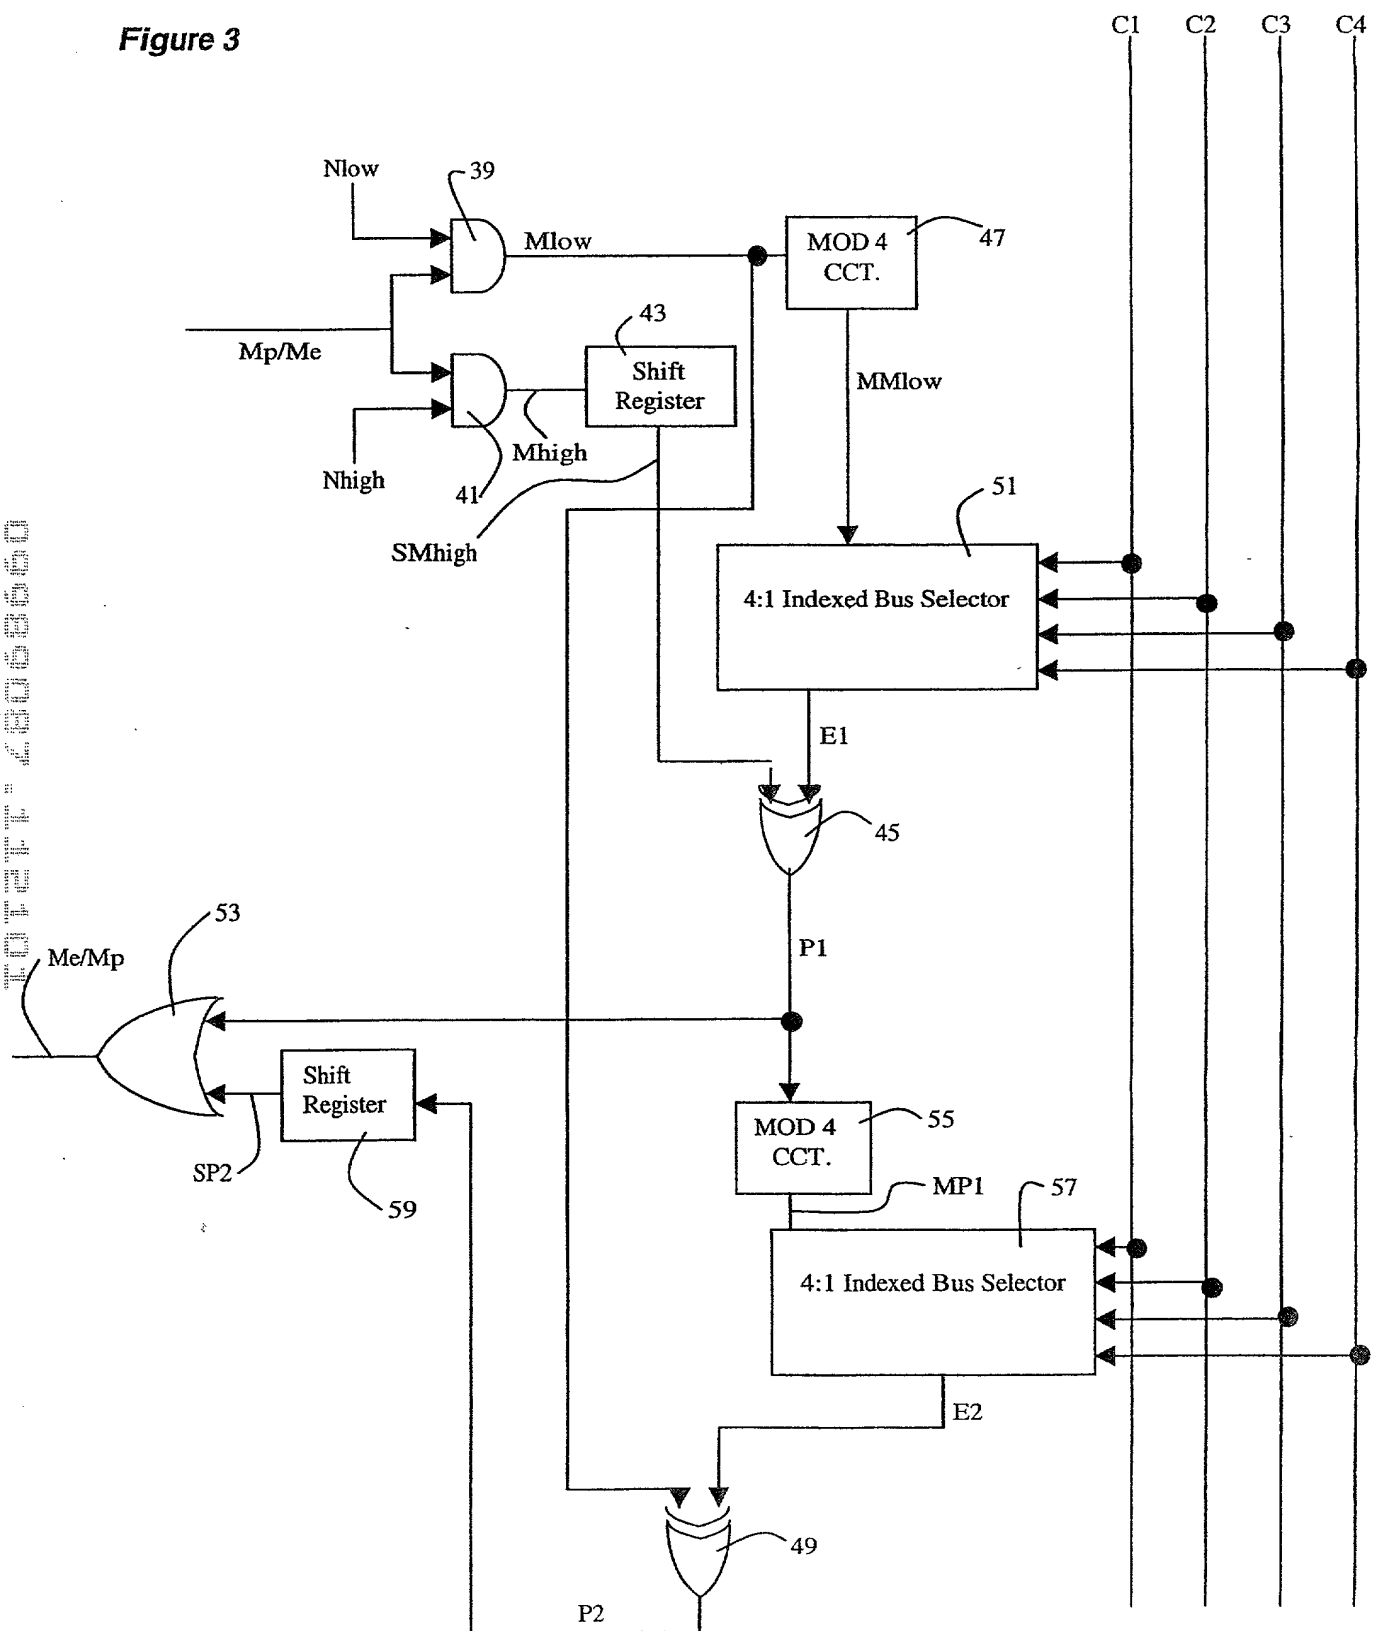 Figure 3
C1 C2 C3 C4
Nlow
39
Mlow
MOD 4
CCT.
47
Mp/Me
43
Shift
Register
MMlow
Mhigh
Nhigh
41
SMhigh
51
4:1 Indexed Bus Selector
E1
45
53
Me/Mp
P1
Shift
Register
MOD 4
CCT.
55
SP2
59
MP1
57
4:1 Indexed Bus Selector
E2
49
P2